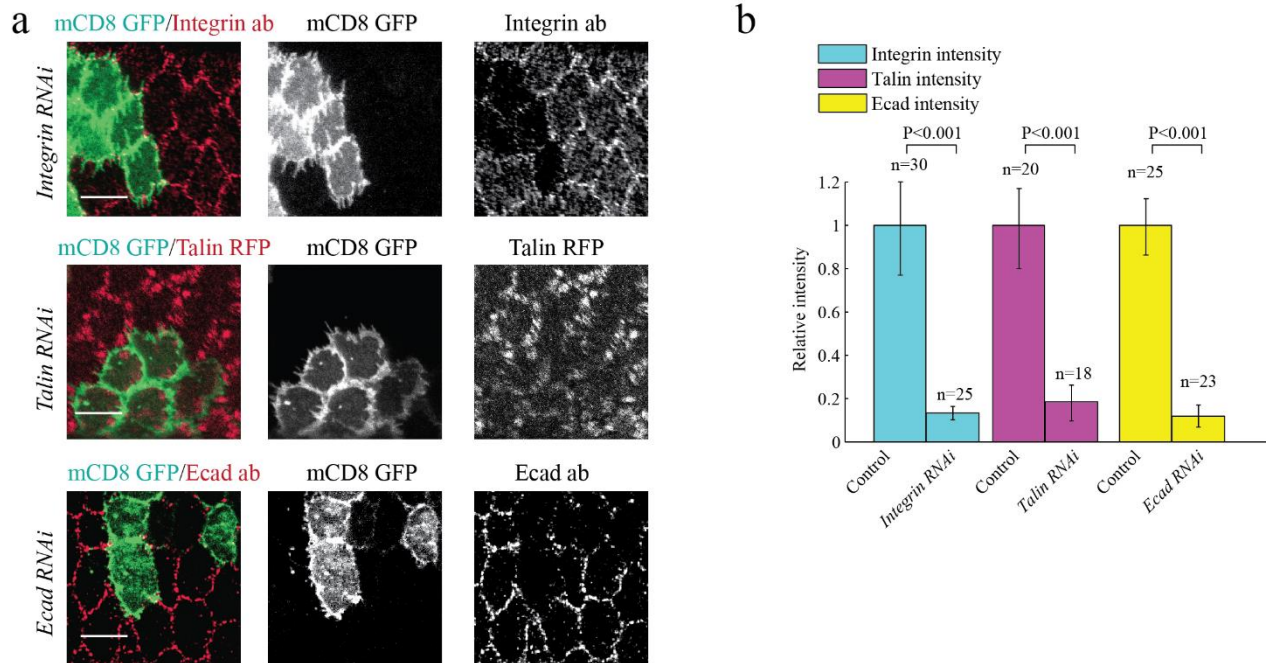 a
mCD8 GFP/Integrin ab
mCD8 GFP
Integrin ab
Integrin RNAi
mCD8 GFP/Talin RFP
mCD8 GFP
Talin RFP
Talin RNAi
mCD8 GFP/Ecad ab
mCD8 GFP
Ecad ab
Ecad RNAi
b
Integrin intensity
Talin intensity
Ecad intensity
P<0.001
P<0.001
P<0.001
n=30
n=20
n=25
n=25
n=18
n=23
Relative intensity
1.2
1
0.8
0.6
0.4
0.2
0
Control
Integrin RNAi
Control
Talin RNAi
Control
Ecad RNAi